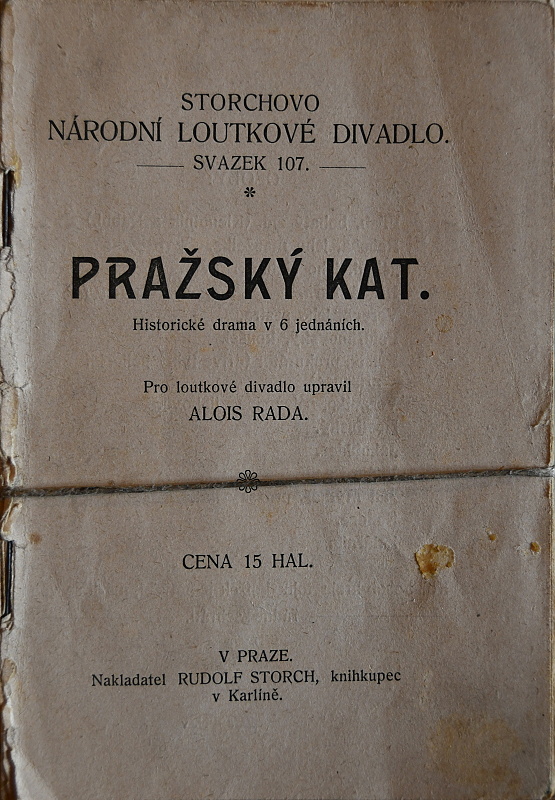 STORCHOVO
NÁRODNÍ LOUTKOVÉ DIVADLO.
SVAZEK 107.
*
PRAŽSKÝ KAT.
Historické drama v 6 jednáních.
Pro loutkové divadlo upravil
ALOIS RADA.
CENA 15 HAL.
V PRAZE.
Nakladatel RUDOLF STORCH, knihkupec
v Karlíně.